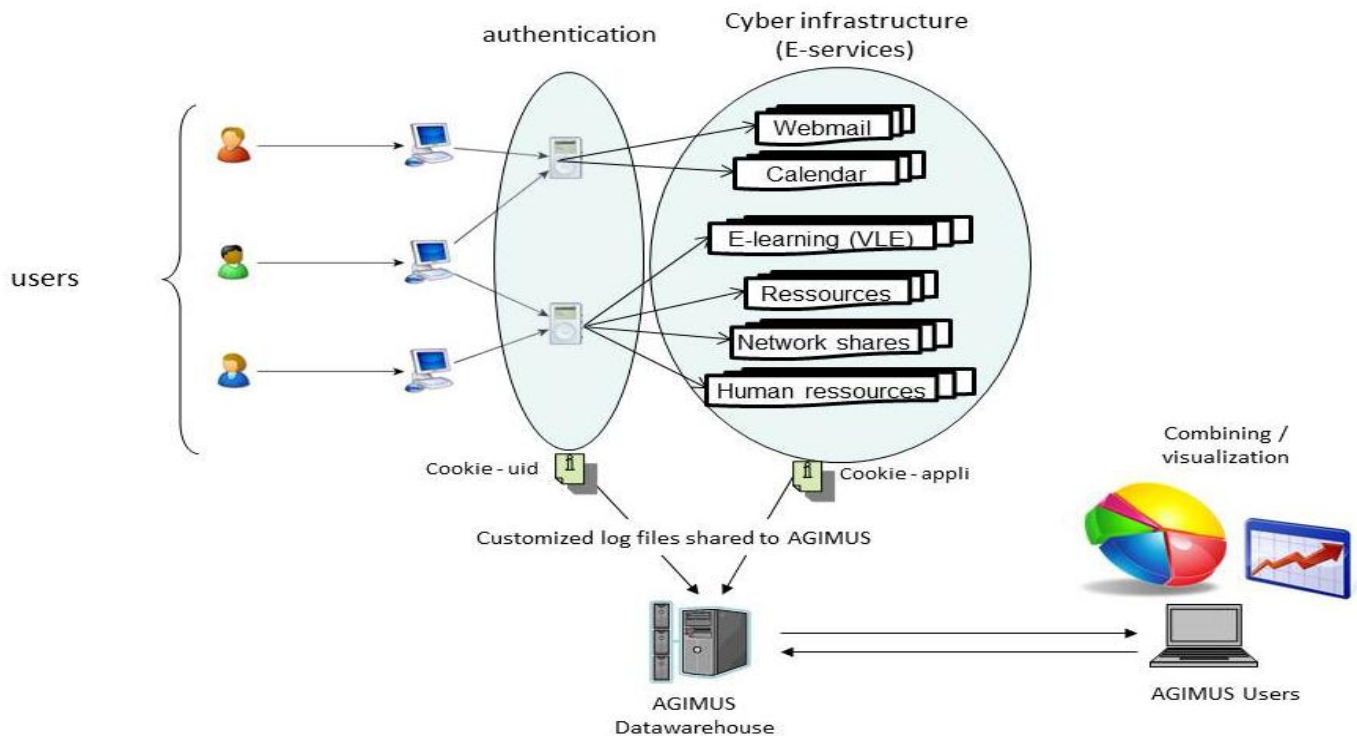 authentication
Cyber infrastructure
(E-services)
Webmail
Calendar
E-learning (VLE)
users
Ressources
Network shares
Human ressources
Cookie - uid
Cookie - appli
Combining /
visualization
Customized log files shared to AGIMUS
AGIMUS
Datawarehouse
AGIMUS Users